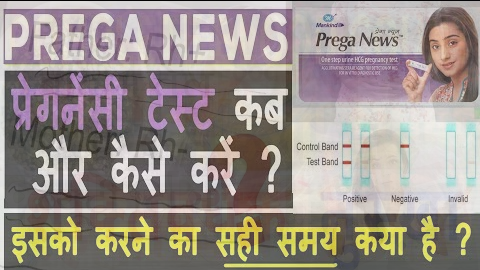 PREGA NEWS
प्रेगनेंसी टेस्ट कब
और कैसे करें ?
इसको करने का सही समय कया है ?
Mankind
प्रेगा न्यूज़
Prega News™
One step urine HCG pregnancy test
Control Band
Test Band
Positive
Negative
Invalid